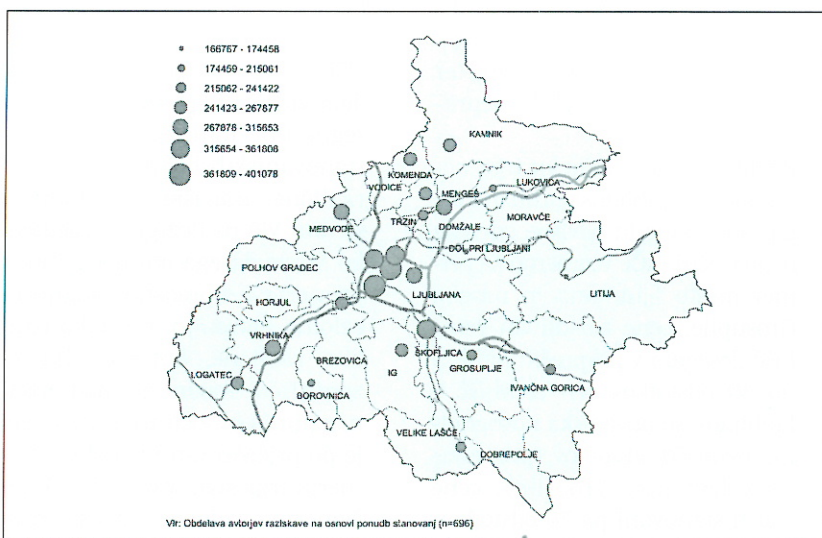 166767 - 174458
174459 - 215061
215062 - 241422
241423 - 267877
267878 - 315653
315654 - 361808
361809 - 401078
KAMNIK
KOMENDA
VODICE
MENGEŠ
LUKOVICA
MEDVODE
TRZIN
DOMŽALE
MORAVČE
DOL PRI LJUBLJANI
POLHOV GRADEC
HORJUL
LJUBLJANA
LITIJA
VRHNIKA
LOGATEC
BREZOVICA
BOROVNICA
IG
ŠKOFLJICA
GROSUPLJE
IVANČNA GORICA
VELIKE LAŠČE
DOBREPOLJE
Vir: Obdelava avtorjev raziskave na osnovi ponudb stanovanj (n=696)